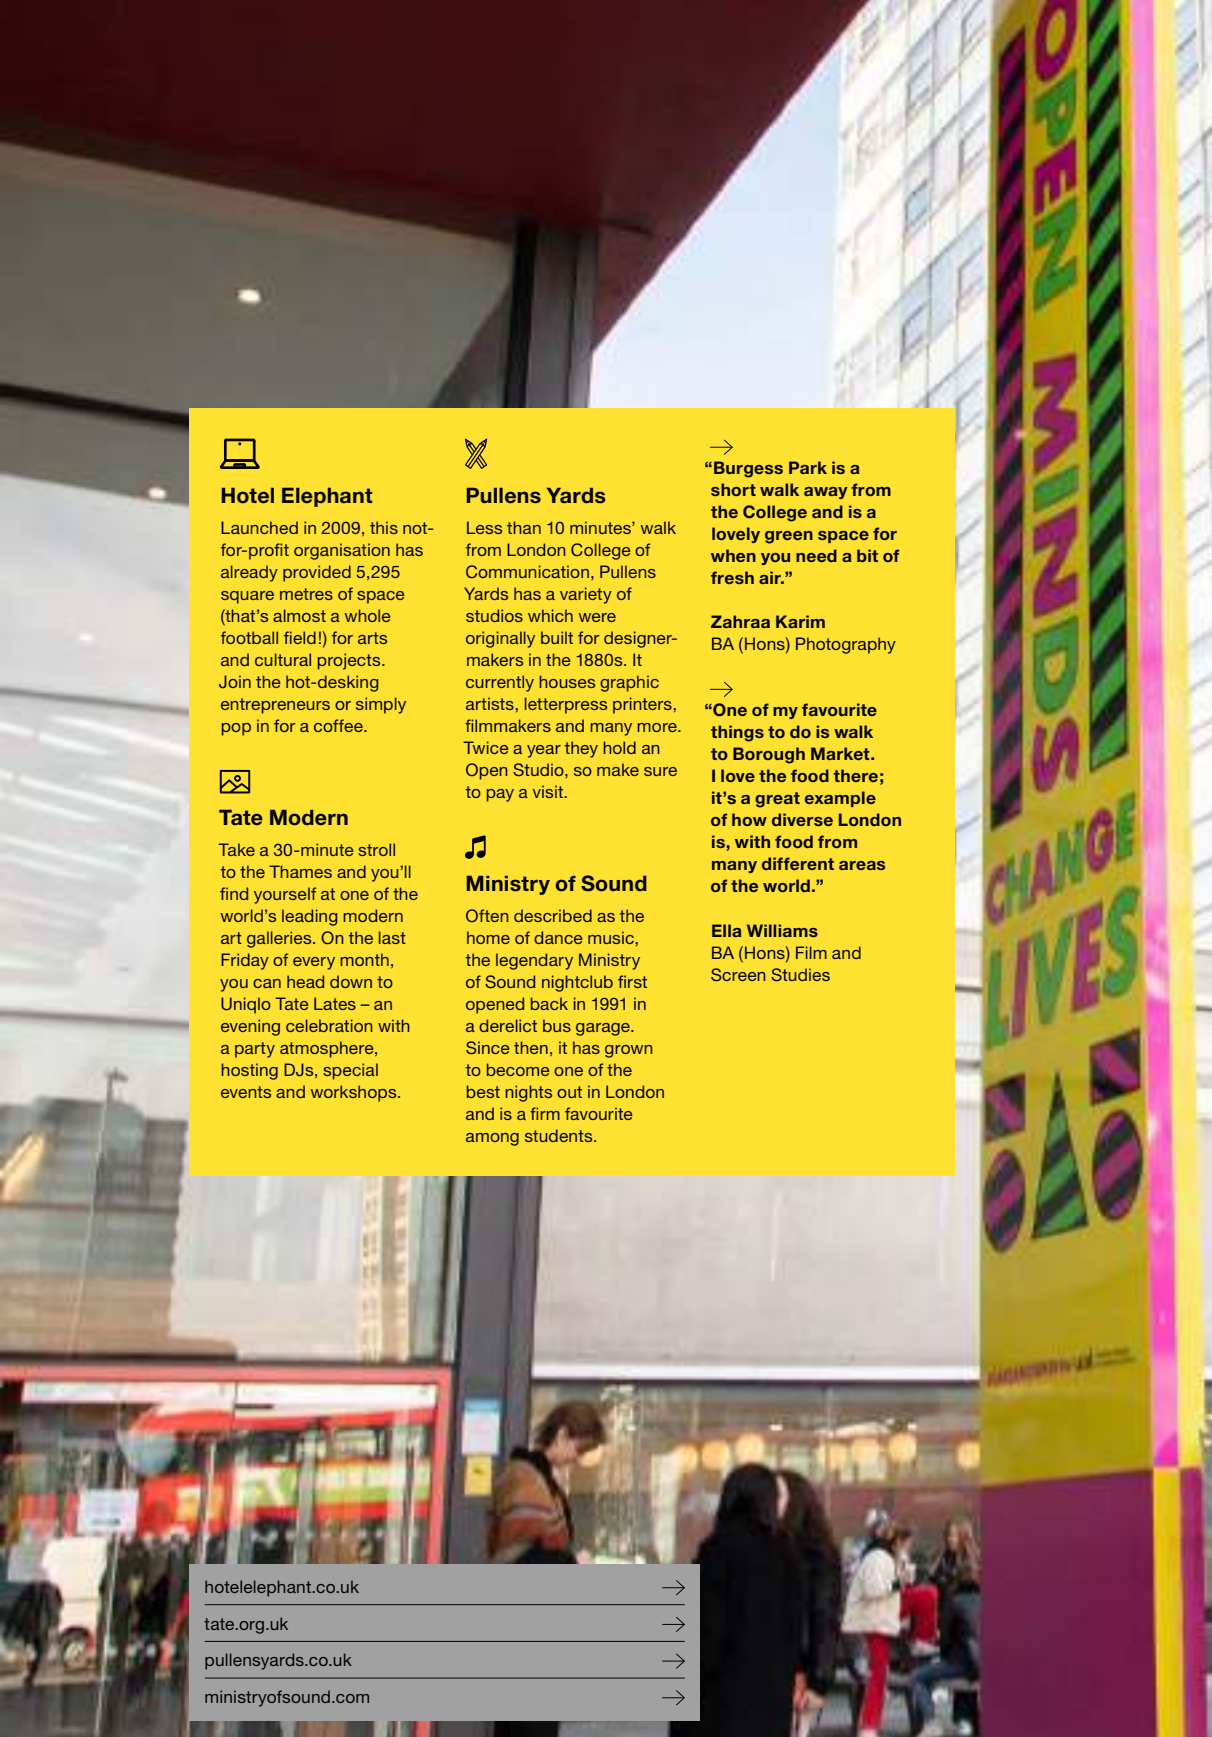 Hotel Elephant
Launched in 2009, this not-
for-profit organisation has
already provided 5,295
square metres of space
(that’s almost a whole
football field!) for arts
and cultural projects.
Join the hot-desking
entrepreneurs or simply
pop in for a coffee.
Tate Modern
Take a 30-minute stroll
to the Thames and you’ll
find yourself at one of the
world’s leading modern
art galleries. On the last
Friday of every month,
you can head down to
Uniqlo Tate Lates – an
evening celebration with
a party atmosphere,
hosting DJs, special
events and workshops.
Pullens Yards
Less than 10 minutes’ walk
from London College of
Communication, Pullens
Yards has a variety of
studios which were
originally built for designer-
makers in the 1880s. It
currently houses graphic
artists, letterpress printers,
filmmakers and many more.
Twice a year they hold an
Open Studio, so make sure
to pay a visit.
Ministry of Sound
Often described as the
home of dance music,
the legendary Ministry
of Sound nightclub first
opened back in 1991 in
a derelict bus garage.
Since then, it has grown
to become one of the
best nights out in London
and is a firm favourite
among students.
“Burgess Park is a
short walk away from
the College and is a
lovely green space for
when you need a bit of
fresh air.”
Zahraa Karim
BA (Hons) Photography
“One of my favourite
things to do is walk
to Borough Market.
I love the food there;
it’s a great example
of how diverse London
is, with food from
many different areas
of the world.”
Ella Williams
BA (Hons) Film and
Screen Studies
OPEN MINDS
CHANGE
LIVES
hotelelephant.co.uk
tate.org.uk
pullensyards.co.uk
ministryofsound.com